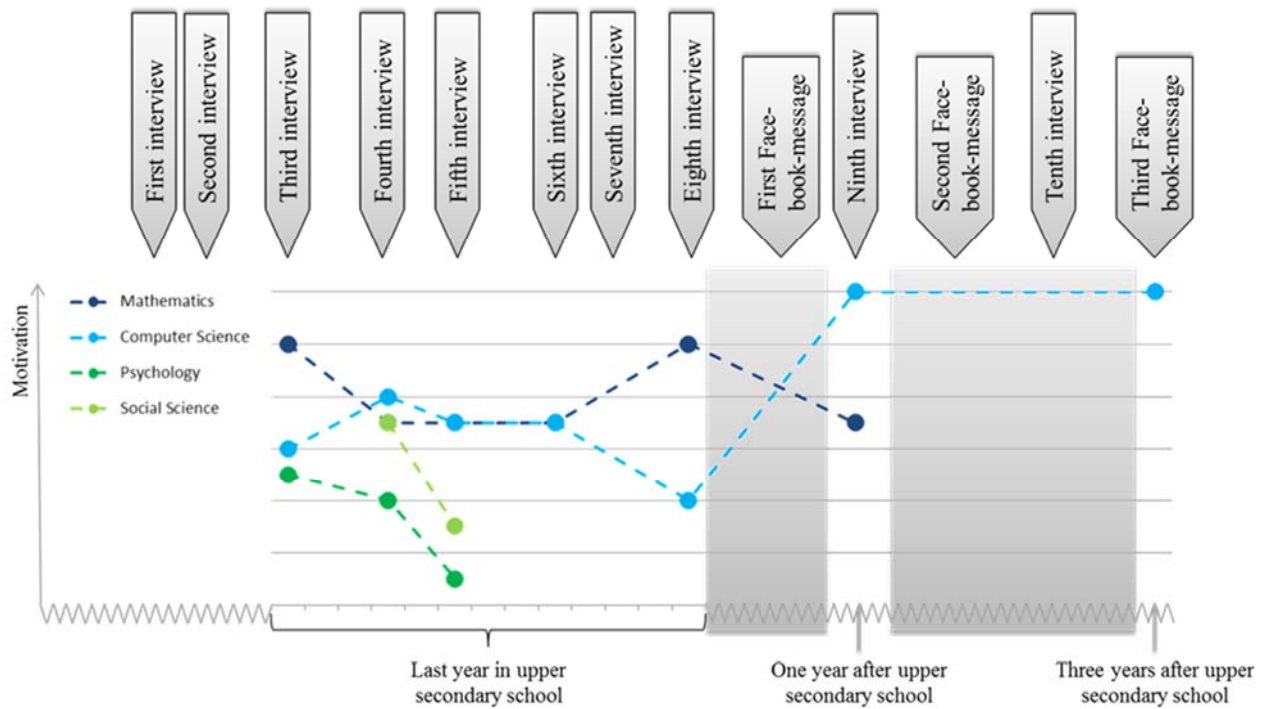 First interview
Second interview
Third interview
Fourth interview
Fifth interview
Sixth interview
Seventh interview
Eighth interview
First Face-
book-message
Ninth interview
Second Face-
book-message
Tenth interview
Third Face-
book-message
Motivation
Mathematics
Computer Science
Psychology
Social Science
Last year in upper
secondary school
One year after upper
secondary school
Three years after upper
secondary school